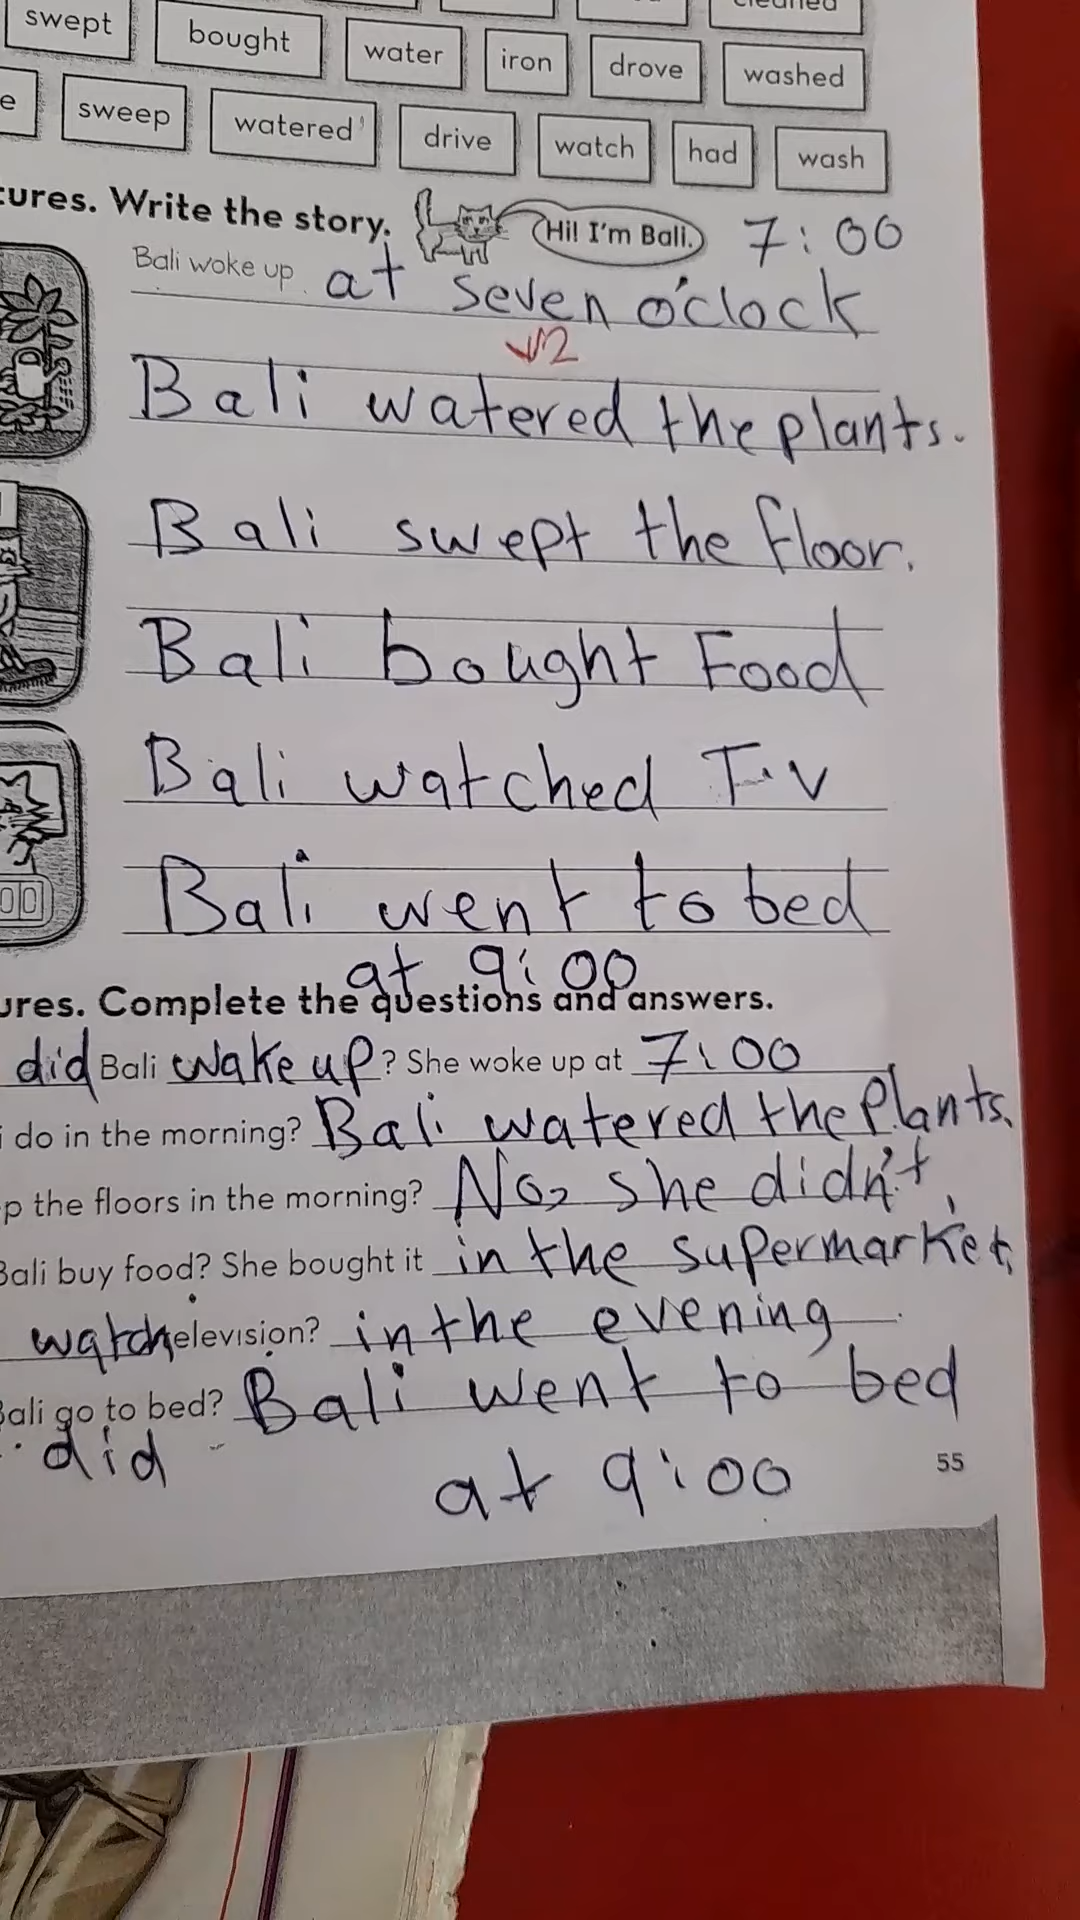 cleaned
swept bought water iron drove washed
e sweep watered drive watch had wash
tures. Write the story. Hi! I'm Bali. 7:00
Bali woke up at seven o'clock
Bali watered the plants.
Bali swept the floor.
Bali bought Food
Bali watched T.V
Bali went to bed
at 9:00
ures. Complete the questions and answers.
did Bali wake up? She woke up at 7:00
i do in the morning? Bali watered the Plants.
p the floors in the morning? No, she didn't.
Bali buy food? She bought it in the supermarket.
watch elevision? in the evening
Bali go to bed? Bali went to bed
did at 9:00
55